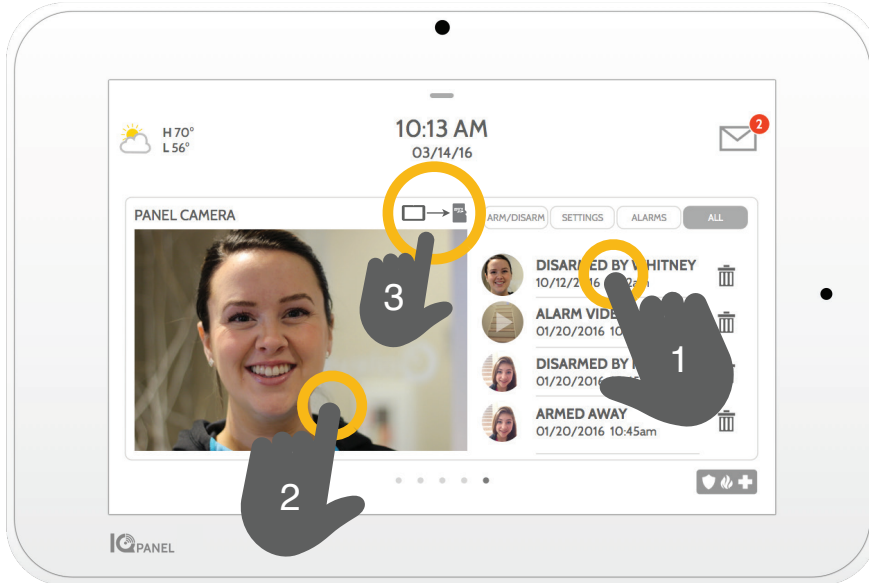 10:13 AM
03/14/16
H 70°
L 56°
2
PANEL CAMERA
ARM/DISARM)
SETTINGS
ALARMS
ALL
DISARMED BY WHITNEY
10/12/2016
ALARM
01/20/2016
DISARMED BY
01/20/2016
ARMED AWAY
01/20/2016 10:45am
3
1
2
IQ PANEL